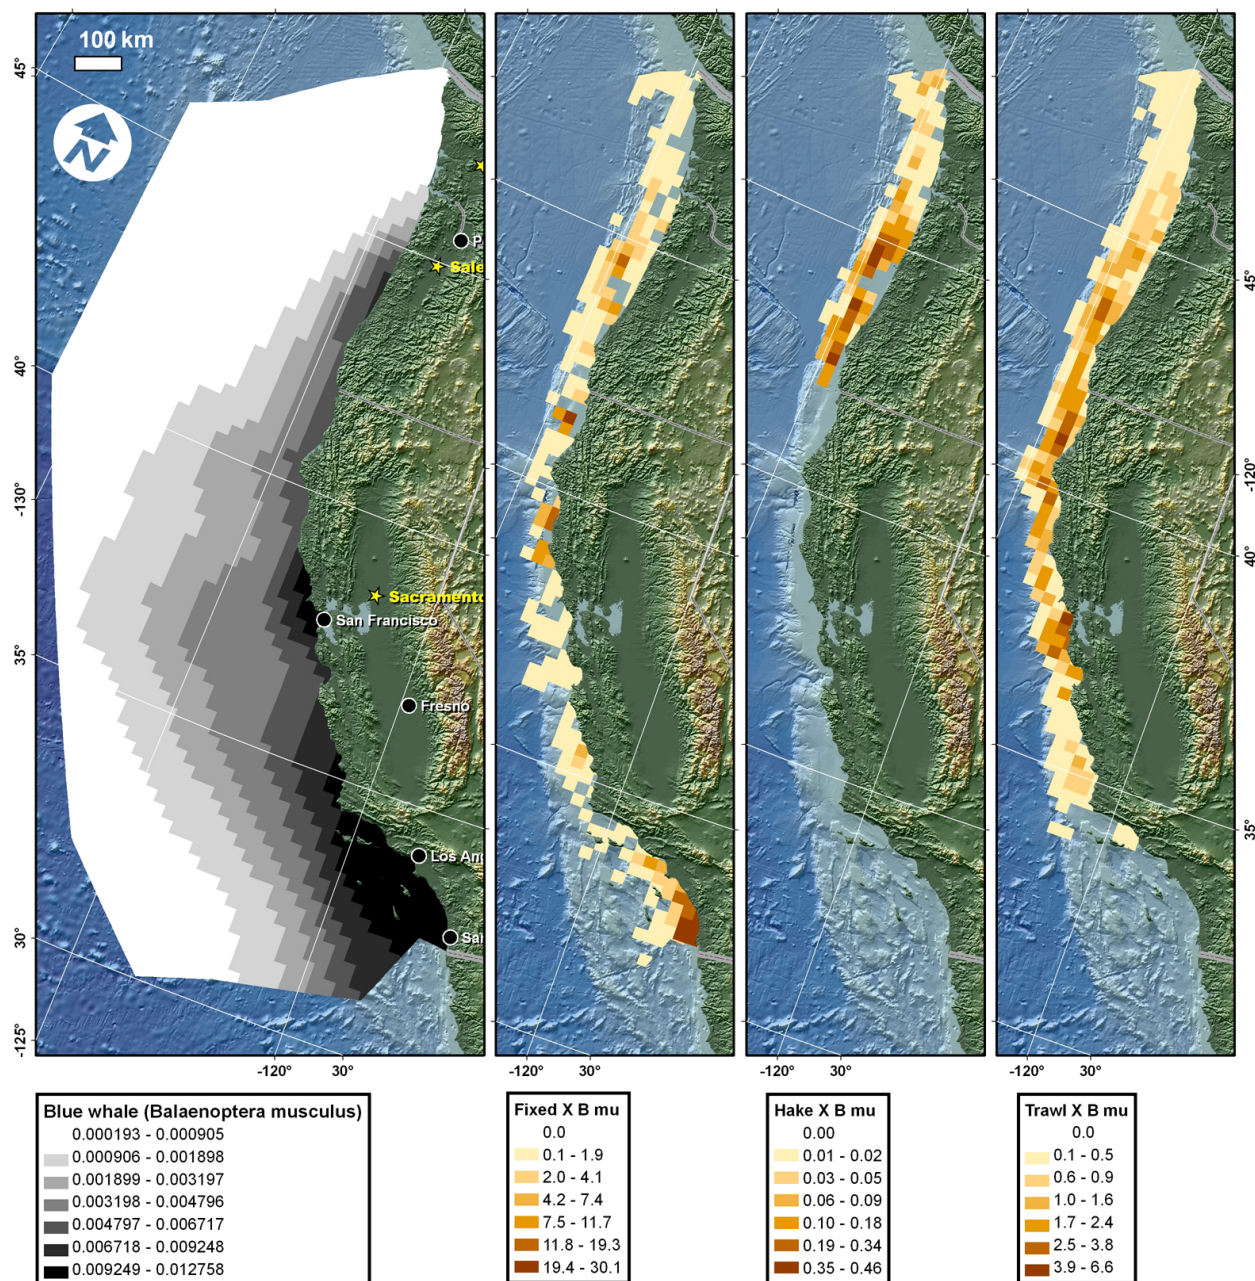 100 km
N
45°
40°
-130°
35°
30°
-125°
P
Sale
Sacramento
San Francisco
Fresno
Los An
Sa
45°
-120°
40°
35°
-120°
30°
-120°
30°
-120°
30°
-120°
30°
Blue whale (Balaenoptera musculus)
0.000193 - 0.000905
0.000906 - 0.001898
0.001899 - 0.003197
0.003198 - 0.004796
0.004797 - 0.006717
0.006718 - 0.009248
0.009249 - 0.012758
Fixed X B mu
0.0
0.1 - 1.9
2.0 - 4.1
4.2 - 7.4
7.5 - 11.7
11.8 - 19.3
19.4 - 30.1
Hake X B mu
0.00
0.01 - 0.02
0.03 - 0.05
0.06 - 0.09
0.10 - 0.18
0.19 - 0.34
0.35 - 0.46
Trawl X B mu
0.0
0.1 - 0.5
0.6 - 0.9
1.0 - 1.6
1.7 - 2.4
2.5 - 3.8
3.9 - 6.6